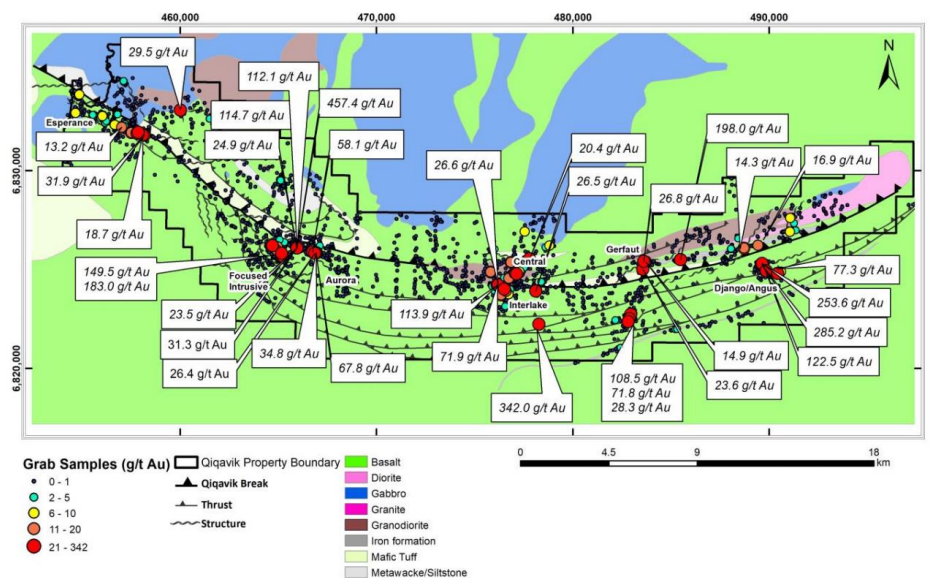 460,000
470,000
480,000
490,000
N
29.5 g/t Au
112.1 g/t Au
114.7 g/t Au
457.4 g/t Au
24.9 g/t Au
58.1 g/t Au
Esperance
13.2 g/t Au
31.9 g/t Au
18.7 g/t Au
26.6 g/t Au
20.4 g/t Au
26.5 g/t Au
198.0 g/t Au
14.3 g/t Au
16.9 g/t Au
26.8 g/t Au
6,830,000
6,820,000
Gerfaut
Central
Interlake
Focused
Intrusive
Aurora
Django/Angus
149.5 g/t Au
183.0 g/t Au
23.5 g/t Au
31.3 g/t Au
26.4 g/t Au
34.8 g/t Au
67.8 g/t Au
113.9 g/t Au
71.9 g/t Au
342.0 g/t Au
108.5 g/t Au
71.8 g/t Au
28.3 g/t Au
14.9 g/t Au
23.6 g/t Au
77.3 g/t Au
253.6 g/t Au
285.2 g/t Au
122.5 g/t Au
Grab Samples (g/t Au)
0 - 1
2 - 5
6 - 10
11 - 20
21 - 342
Qiqavik Property Boundary
Qiqavik Break
Thrust
Structure
Basalt
Diorite
Gabbro
Granite
Granodiorite
Iron formation
Mafic Tuff
Metawacke/Siltstone
0 4.5 9 18
km